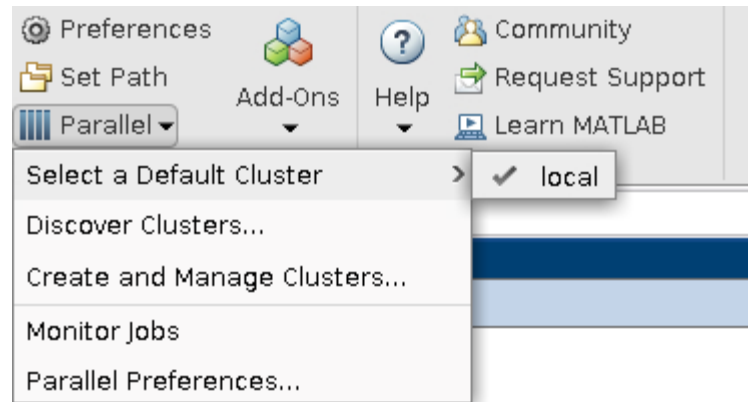 Preferences
Set Path
Parallel
Add-Ons
Help
?
Community
Request Support
Learn MATLAB
Select a Default Cluster
local
Discover Clusters...
Create and Manage Clusters...
Monitor Jobs
Parallel Preferences...